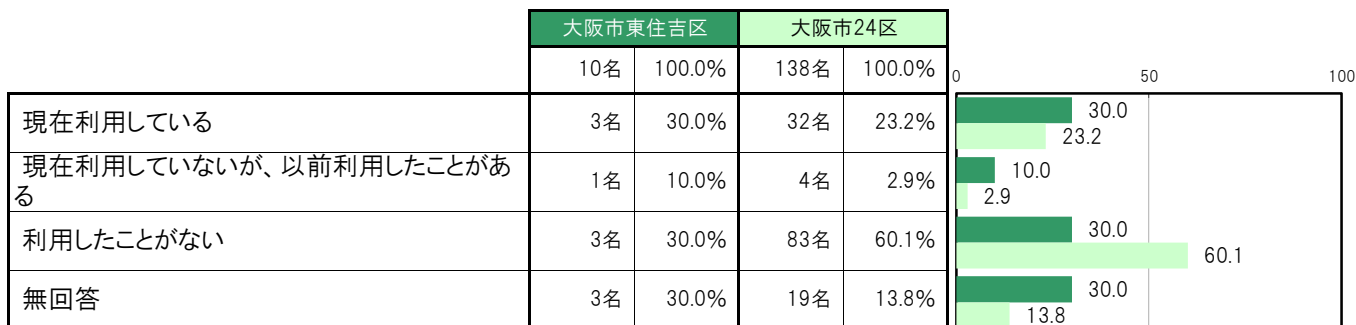 大阪市東住吉区 大阪市24区
10名 100.0% 138名 100.0% 0 50 100
現在利用している 3名 30.0% 32名 23.2% 30.0
23.2
現在利用していないが、以前利用したことがあ
る 1名 10.0% 4名 2.9% 10.0
2.9
利用したことがない 3名 30.0% 83名 60.1% 30.0
60.1
無回答 3名 30.0% 19名 13.8% 30.0
13.8